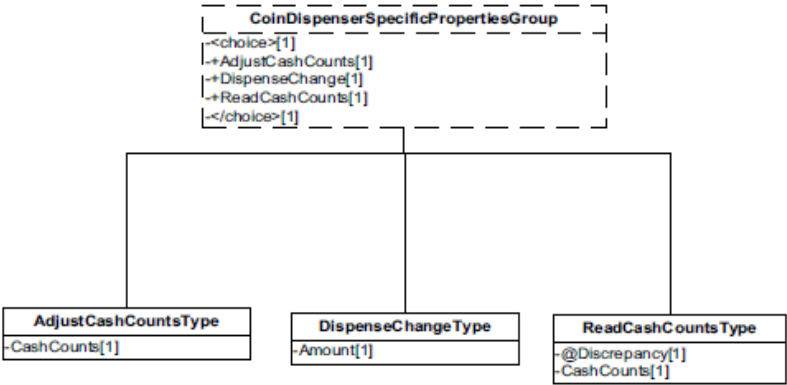 CoinDispenserSpecificPropertiesGroup
-<choice>[1]
-+AdjustCashCounts[1]
-+DispenseChange[1]
-+ReadCashCounts[1]
-</choice>[1]
AdjustCashCountsType
-CashCounts[1]
DispenseChangeType
-Amount[1]
ReadCashCountsType
-@Discrepancy[1]
-CashCounts[1]